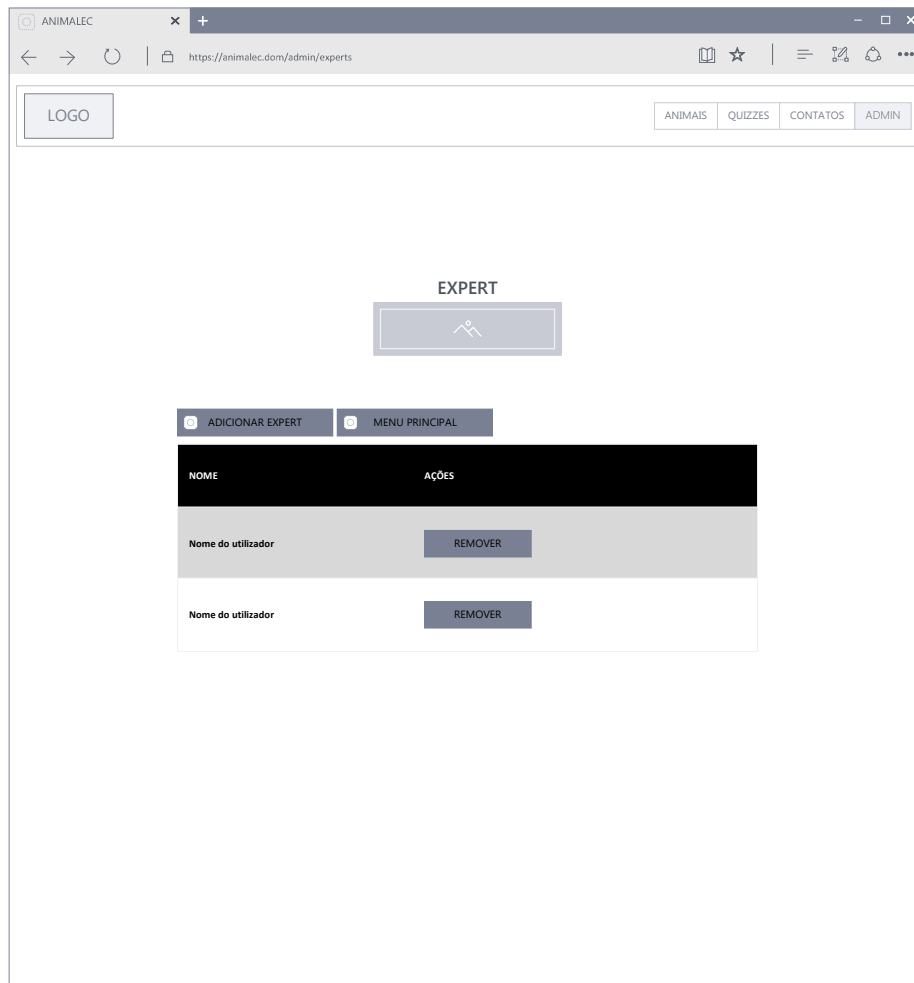 ANIMALEC
https://animalec.dom/admin/experts
LOGO
ANIMAIS QUIZZES CONTATOS ADMIN
EXPERT
ADICIONAR EXPERT MENU PRINCIPAL
NOME AÇÕES
Nome do utilizador REMOVER
Nome do utilizador REMOVER